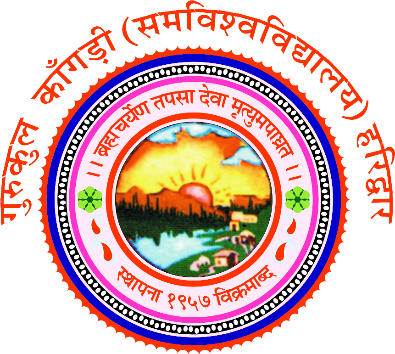 गुरुकुल काँगड़ी (समविश्वविद्यालय) हरिद्वार
।। ब्रह्मचर्येण तपसा देवा मृत्युमपाघ्नत ।।
स्थापना १९५७ विक्रमाब्द